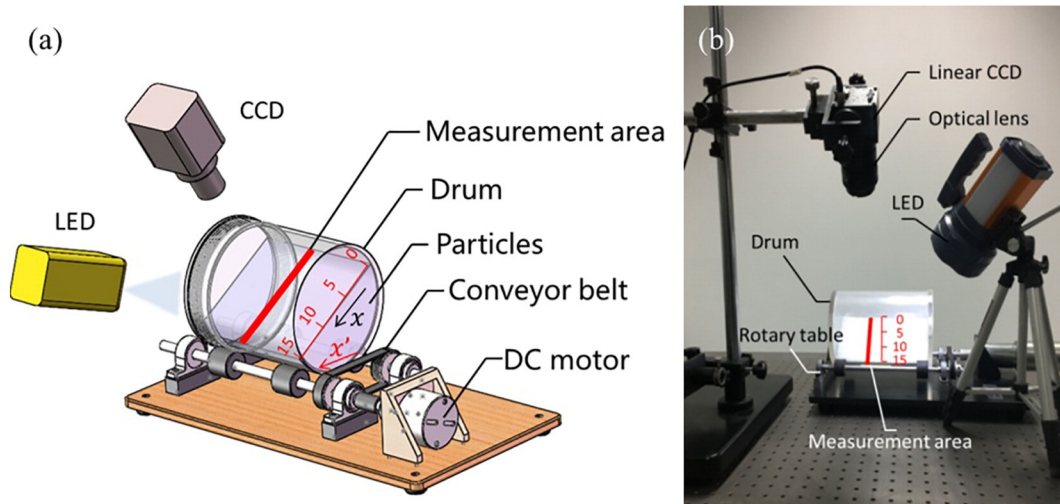 (a)
CCD
LED
Measurement area
Drum
Particles
Conveyor belt
DC motor
0
5
10
15
x
x'
(b)
Linear CCD
Optical lens
LED
Drum
Rotary table
0
5
10
15
Measurement area